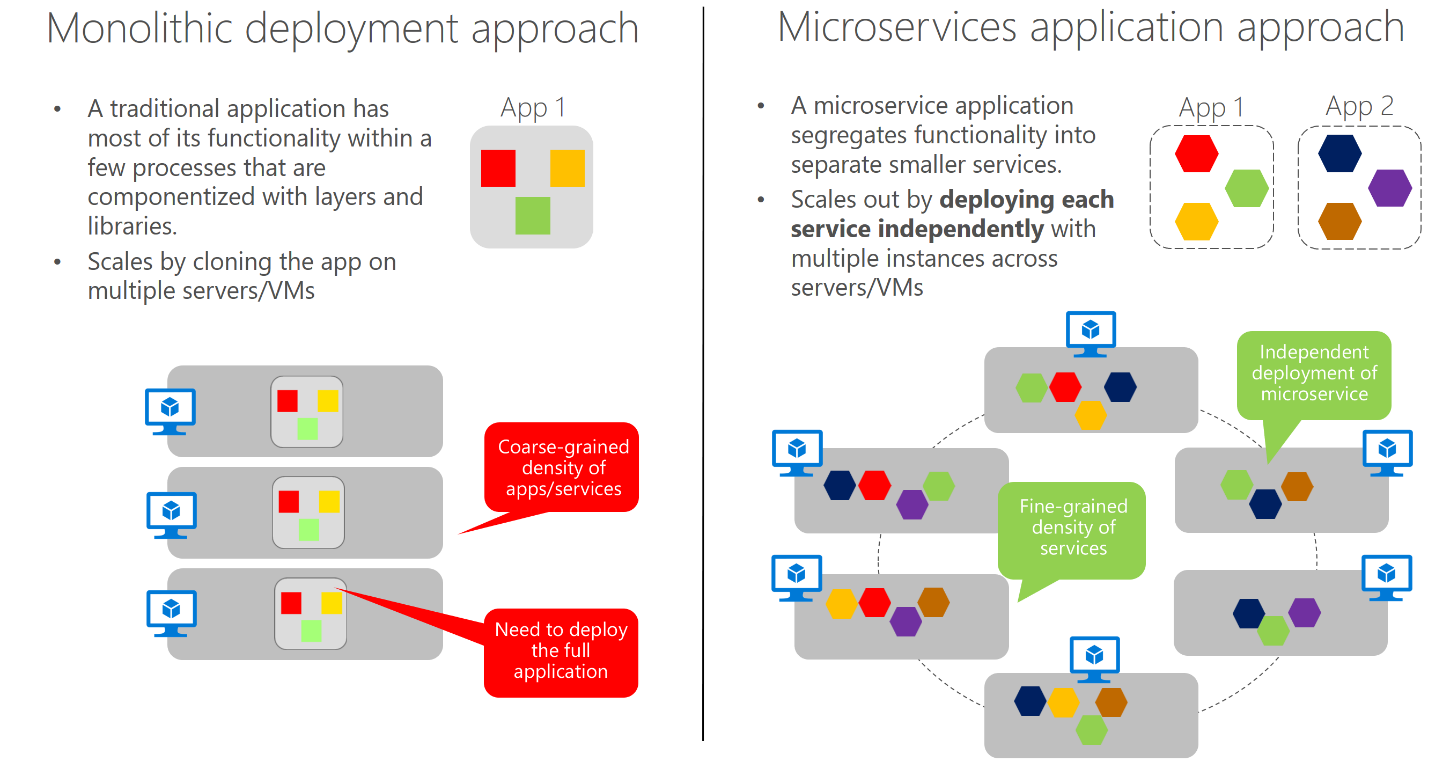 Monolithic deployment approach
• A traditional application has
most of its functionality within a
few processes that are
componentized with layers and
libraries.
• Scales by cloning the app on
multiple servers/VMs
App 1
Coarse-grained
density of
apps/services
Need to deploy
the full
application
Microservices application approach
• A microservice application
segregates functionality into
separate smaller services.
• Scales out by deploying each
service independently with
multiple instances across
servers/VMs
App 1
App 2
Independent
deployment of
microservice
Fine-grained
density of
services